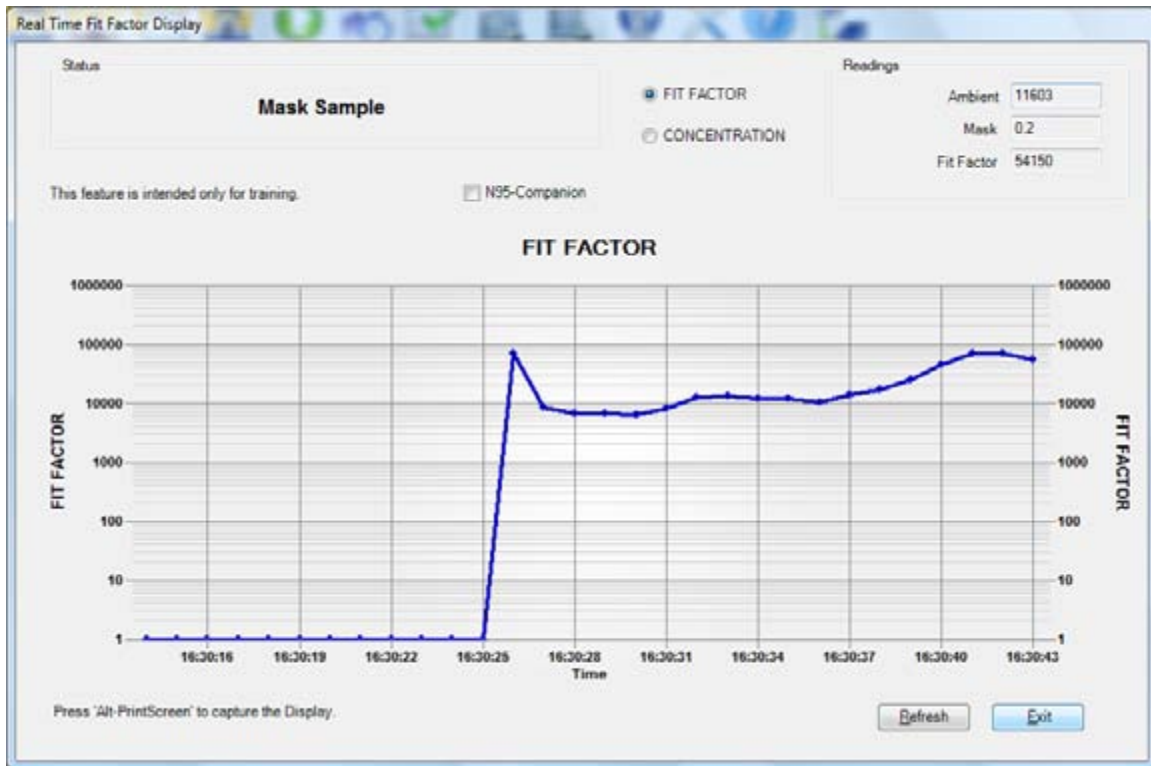 Real Time Fit Factor Display
Status
Mask Sample
FIT FACTOR
CONCENTRATION
Readings
Ambient 11603
Mask 0.2
Fit Factor 54150
This feature is intended only for training.
N95-Companion
FIT FACTOR
1000000
100000
10000
1000
100
10
1
FIT FACTOR
1000000
100000
10000
1000
100
10
1
FIT FACTOR
16:30:16 16:30:19 16:30:22 16:30:25 16:30:28 16:30:31 16:30:34 16:30:37 16:30:40 16:30:43
Time
Press 'Alt-PrintScreen' to capture the Display.
Refresh
Exit